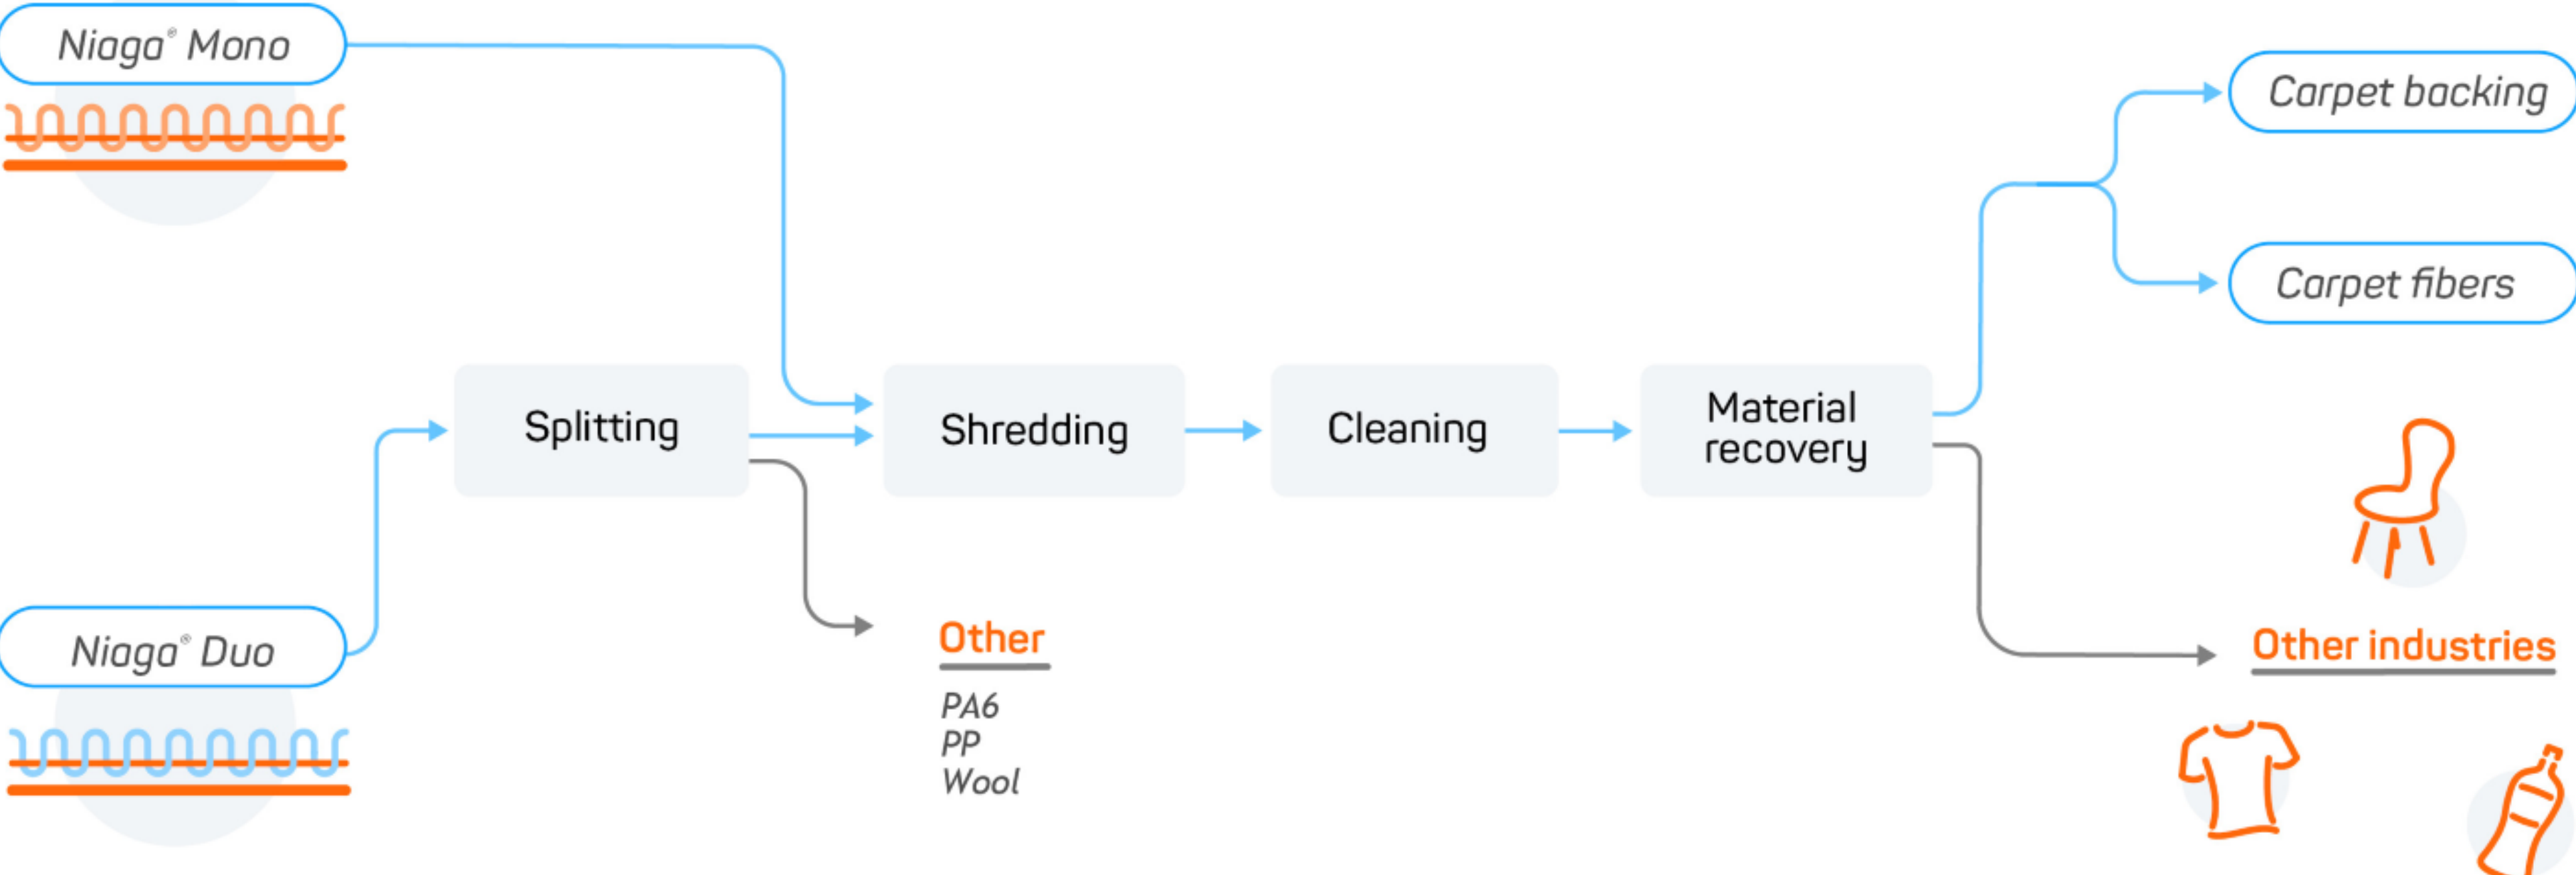 Niaga® Mono
Carpet backing
Carpet fibers
Splitting
Shredding
Cleaning
Material
recovery
Niaga® Duo
Other
PA6
PP
Wool
Other industries